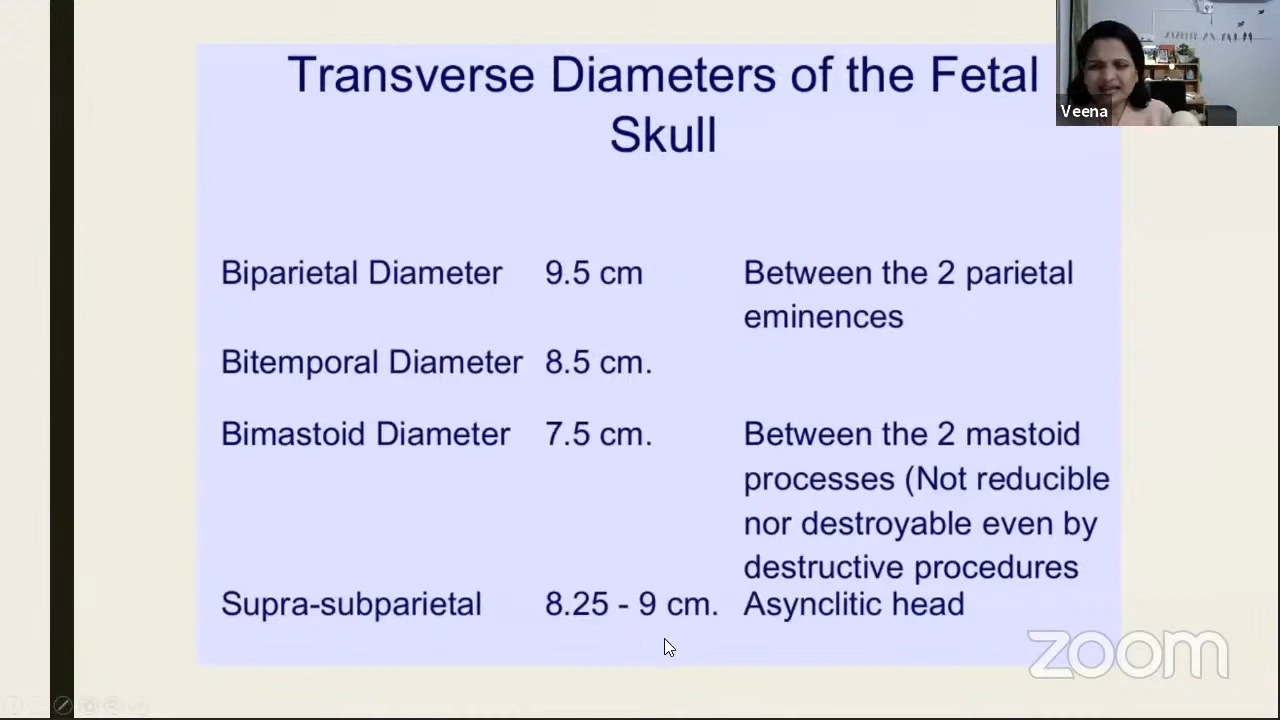 Transverse Diameters of the Fetal
Skull
Veena
Biparietal Diameter 9.5 cm Between the 2 parietal
eminences
Bitemporal Diameter 8.5 cm.
Bimastoid Diameter 7.5 cm. Between the 2 mastoid
processes (Not reducible
nor destroyable even by
destructive procedures
Supra-subparietal 8.25 - 9 cm. Asynclitic head
zoom